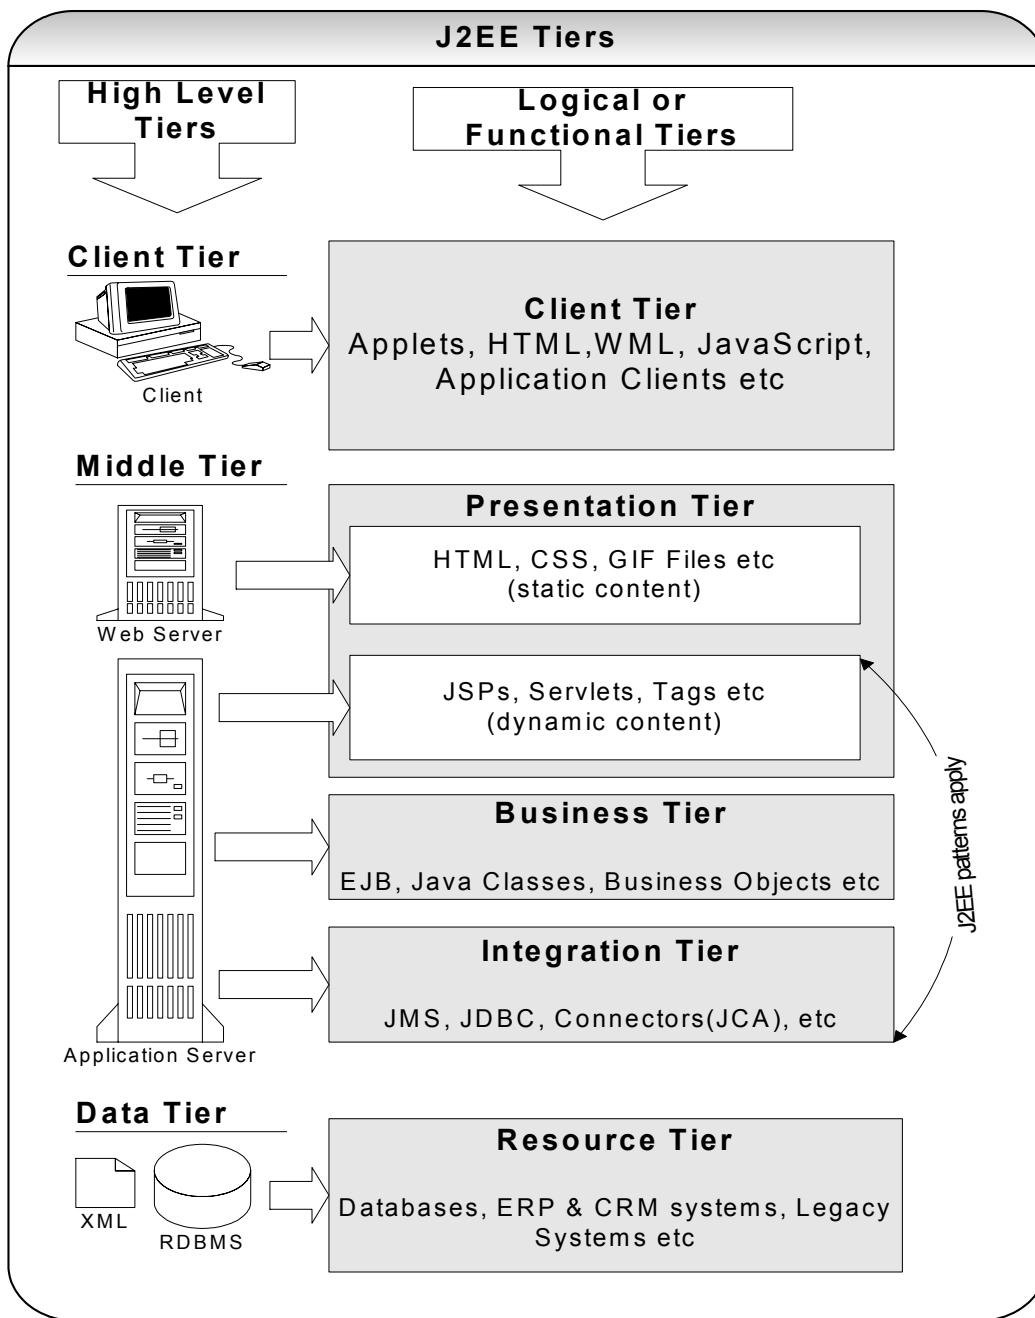 J2EE Tiers
High Level
Tiers
Logical or
Functional Tiers
Client Tier
Client
Client Tier
Applets, HTML,WML, JavaScript,
Application Clients etc
Middle Tier
Web Server
Presentation Tier
HTML, CSS, GIF Files etc
(static content)
JSPs, Servlets, Tags etc
(dynamic content)
Business Tier
EJB, Java Classes, Business Objects etc
J2EE patterns apply
Integration Tier
JMS, JDBC, Connectors(JCA), etc
Application Server
Data Tier
XML
RDBMS
Resource Tier
Databases, ERP & CRM systems, Legacy
Systems etc